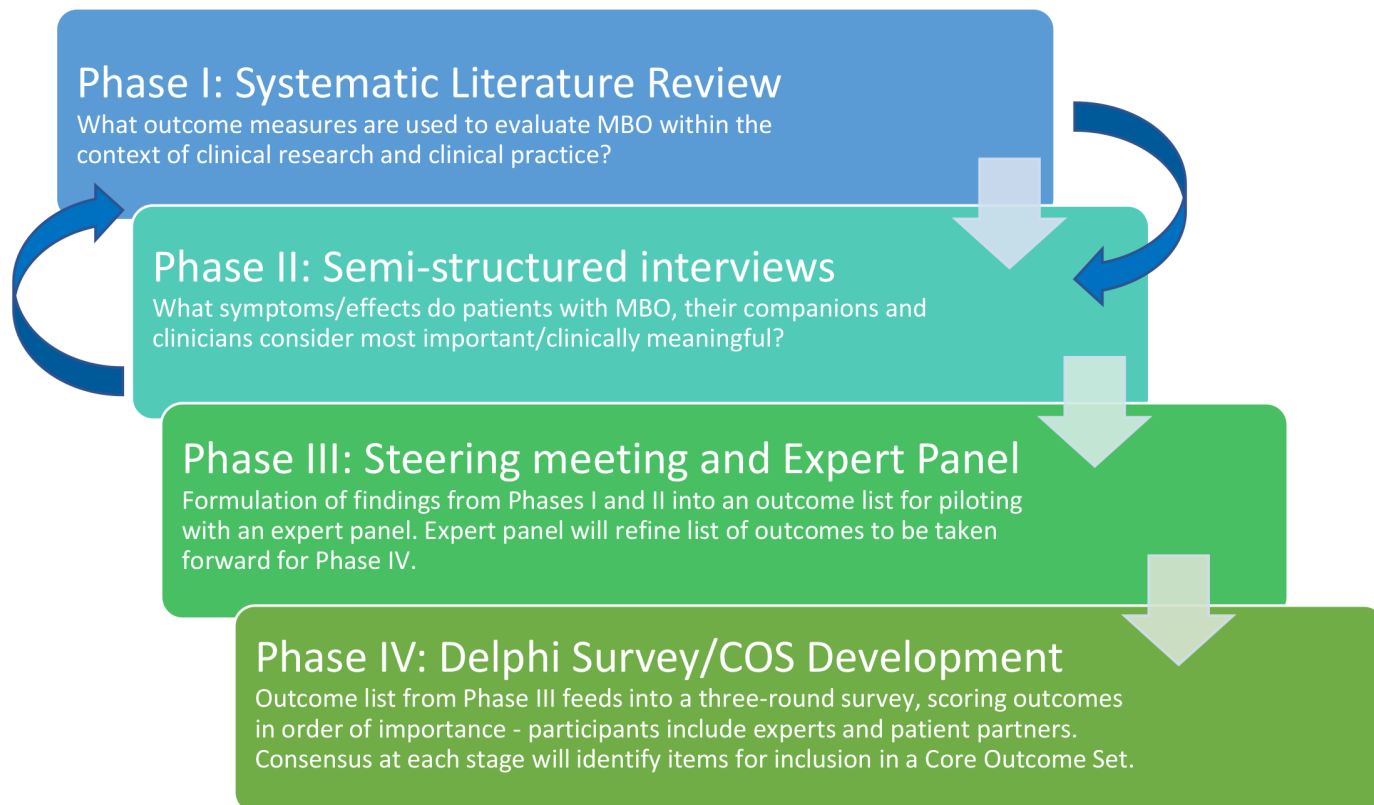 Phase I: Systematic Literature Review
What outcome measures are used to evaluate MBO within the
context of clinical research and clinical practice?
Phase II: Semi-structured interviews
What symptoms/effects do patients with MBO, their companions and
clinicians consider most important/clinically meaningful?
Phase III: Steering meeting and Expert Panel
Formulation of findings from Phases I and II into an outcome list for piloting
with an expert panel. Expert panel will refine list of outcomes to be taken
forward for Phase IV.
Phase IV: Delphi Survey/COS Development
Outcome list from Phase III feeds into a three-round survey, scoring outcomes
in order of importance - participants include experts and patient partners.
Consensus at each stage will identify items for inclusion in a Core Outcome Set.